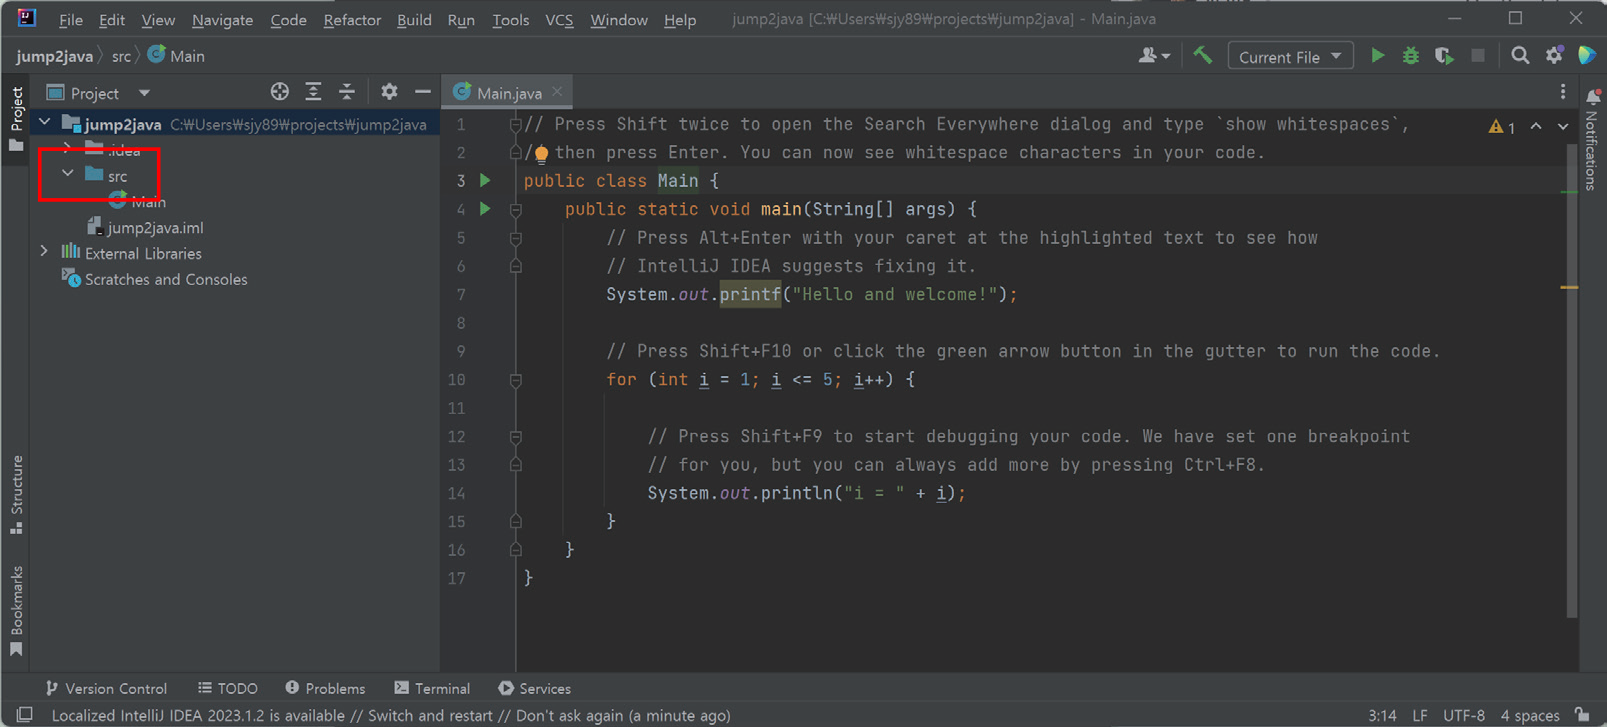 File Edit View Navigate Code Refactor Build Run Tools VCS Window Help jump2java [C:₩Users₩sjy89₩projects₩jump2java] - Main.java
jump2java src Main Current File
Project Main.java
jump2java C:₩Users₩sjy89₩projects₩jump2java
.idea
src
Main
jump2java.iml
External Libraries
Scratches and Consoles
Project
Structure
Bookmarks
1 // Press Shift twice to open the Search Everywhere dialog and type `show whitespaces`,
2 // then press Enter. You can now see whitespace characters in your code.
3 public class Main {
4 public static void main(String[] args) {
5 // Press Alt+Enter with your caret at the highlighted text to see how
6 // IntelliJ IDEA suggests fixing it.
7 System.out.printf("Hello and welcome!");
8
9 // Press Shift+F10 or click the green arrow button in the gutter to run the code.
10 for (int i = 1; i <= 5; i++) {
11
12 // Press Shift+F9 to start debugging your code. We have set one breakpoint
13 // for you, but you can always add more by pressing Ctrl+F8.
14 System.out.println("i = " + i);
15 }
16 }
17 }
1
Notifications
Version Control TODO Problems Terminal Services
Localized IntelliJ IDEA 2023.1.2 is available // Switch and restart // Don't ask again (a minute ago) 3:14 LF UTF-8 4 spaces